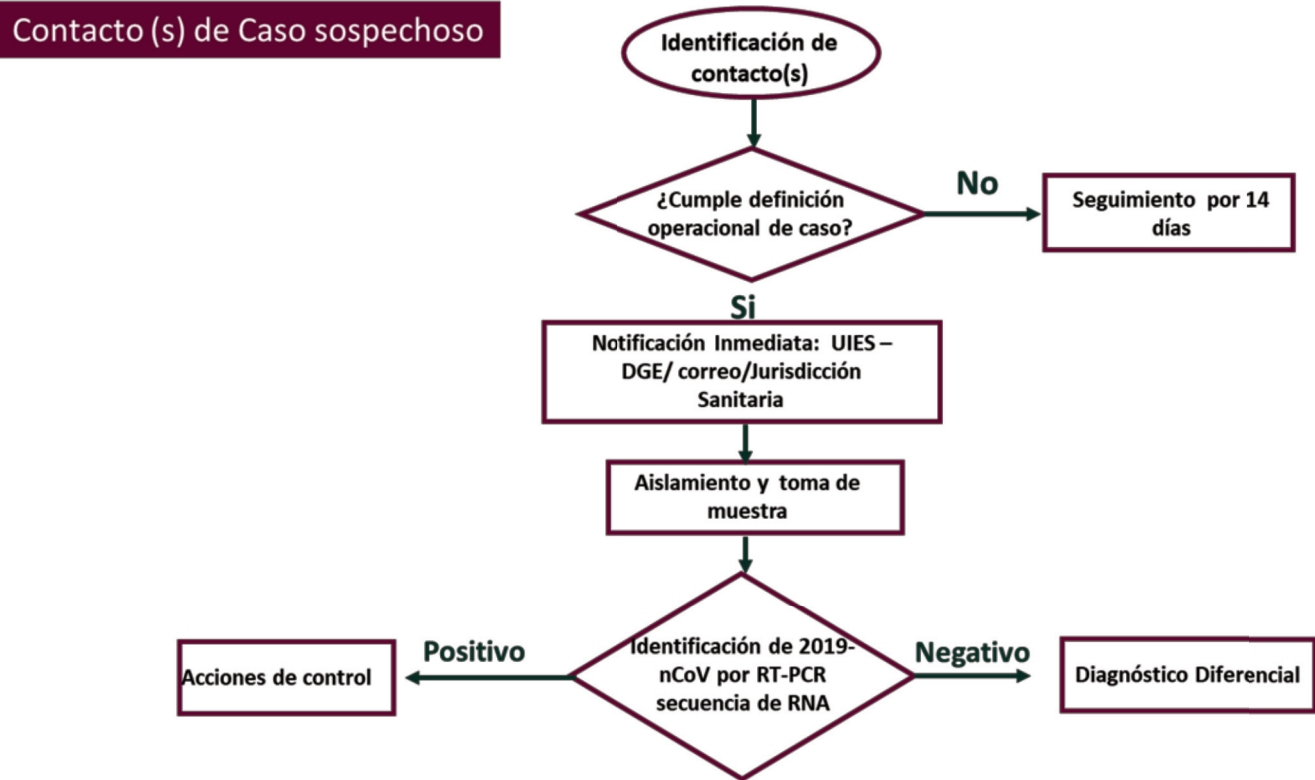 Contacto (s) de Caso sospechoso
Identificación de
contacto(s)
¿Cumple definición
operacional de caso?
No
Seguimiento por 14
días
Si
Notificación Inmediata: UIES –
DGE/ correo/Jurisdicción
Sanitaria
Aislamiento y toma de
muestra
Identificación de 2019-
nCoV por RT-PCR
secuencia de RNA
Positivo
Acciones de control
Negativo
Diagnóstico Diferencial